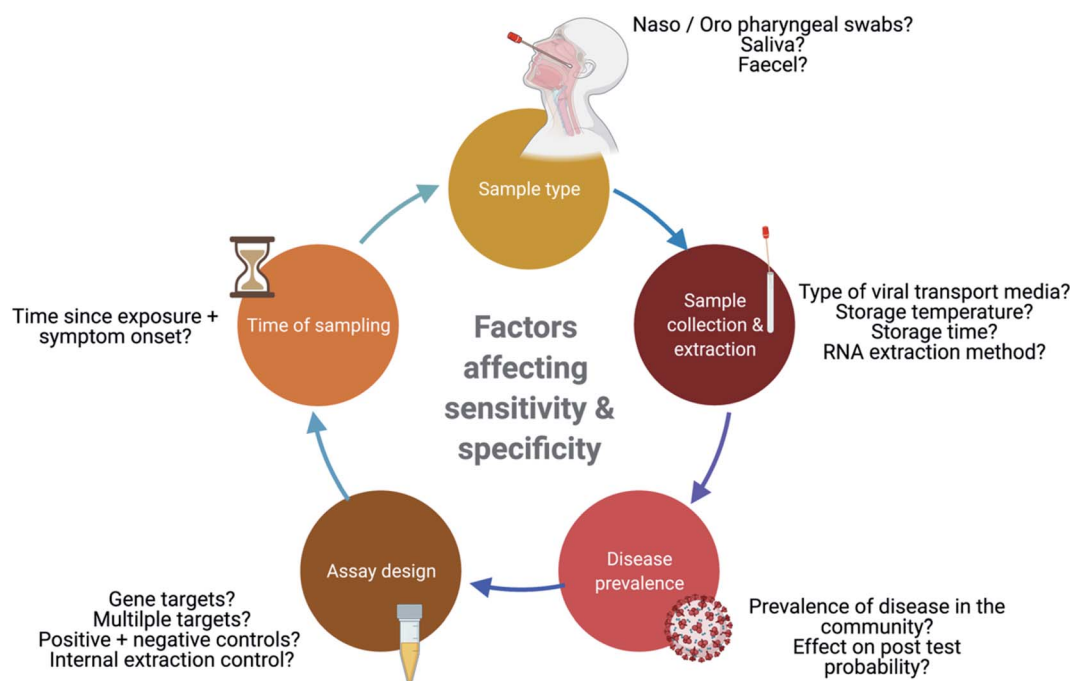 Naso / Oro pharyngeal swabs?
Saliva?
Faecel?
Sample type
Sample
collection &
extraction
Type of viral transport media?
Storage temperature?
Storage time?
RNA extraction method?
Time of sampling
Time since exposure +
symptom onset?
Factors
affecting
sensitivity &
specificity
Disease
prevalence
Prevalence of disease in the
community?
Effect on post test
probability?
Assay design
Gene targets?
Multilple targets?
Positive + negative controls?
Internal extraction control?